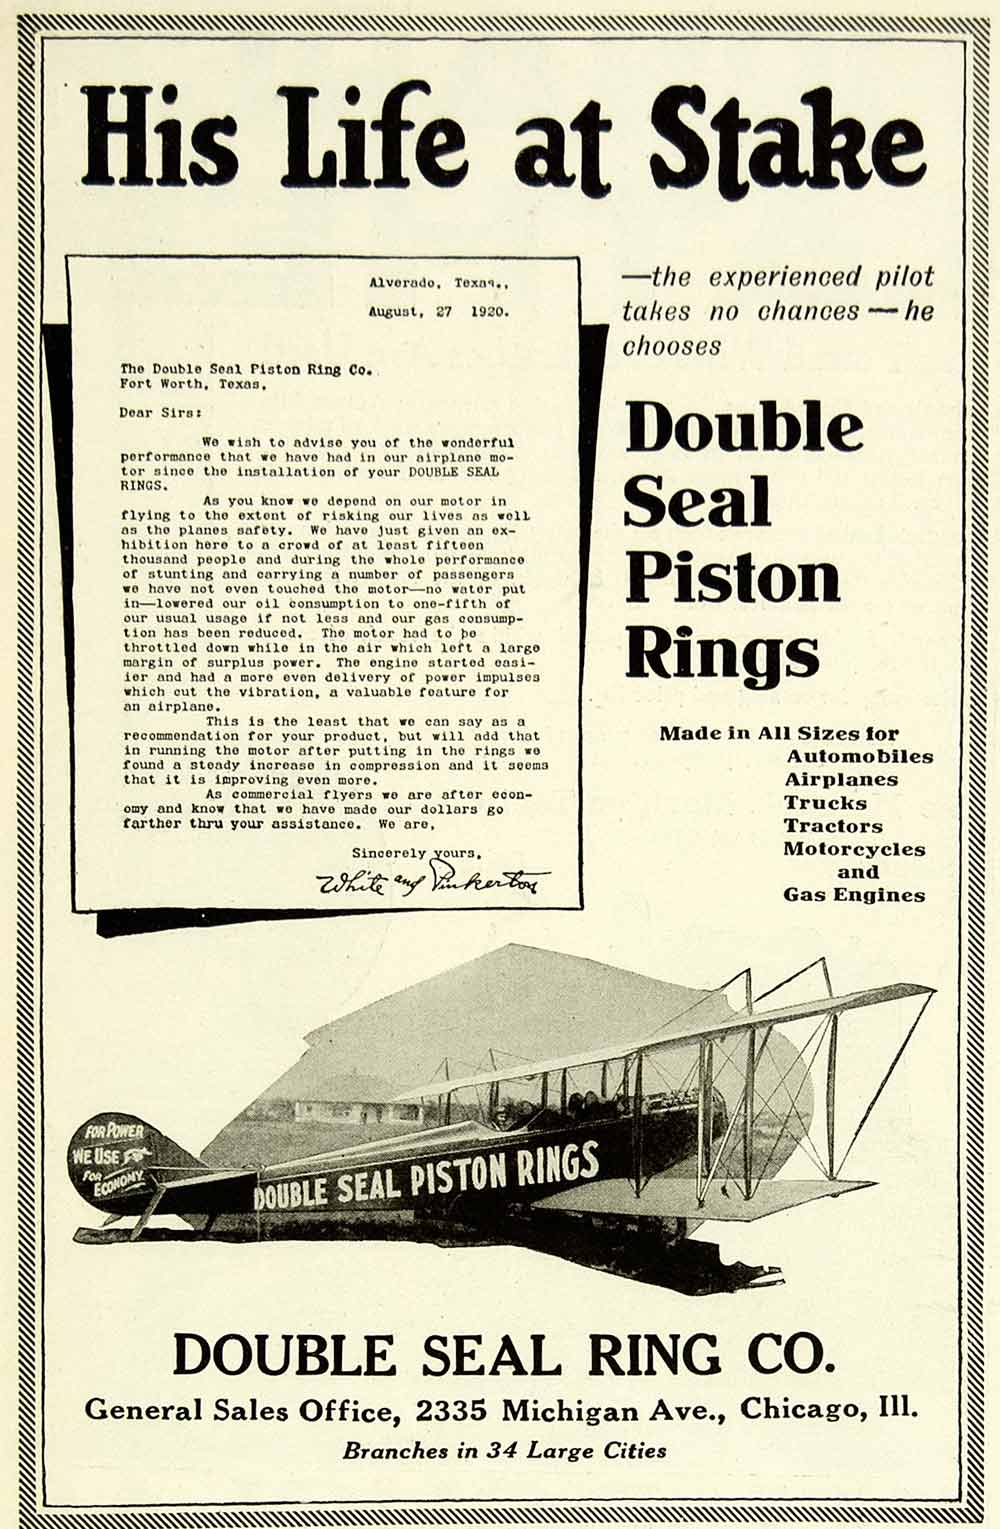 His Life at Stake
Alverado, Texas.,
August, 27 1920.
The Double Seal Piston Ring Co.
Fort Worth, Texas.
Dear Sirs:
We wish to advise you of the wonderful
performance that we have had in our airplane mo-
tor since the installation of your DOUBLE SEAL
RINGS.
As you know we depend on our motor in
flying to the extent of risking our lives as well
as the planes safety. We have just given an ex-
hibition here to a crowd of at least fifteen
thousand people and during the whole performance
of stunting and carrying a number of passengers
we have not even touched the motor—no water put
in—lowered our oil consumption to one-fifth of
our usual usage if not less and our gas consump-
tion has been reduced. The motor had to be
throttled down while in the air which left a large
margin of surplus power. The engine started easi-
ier and had a more even delivery of power impulses
which cut the vibration, a valuable feature for
an airplane.
This is the least that we can say as a
recommendation for your product, but will add that
in running the motor after putting in the rings we
found a steady increase in compression and it seems
that it is improving even more.
As commercial flyers we are after econ-
omy and know that we have made our dollars go
farther thru your assistance. We are,
Sincerely yours,
White and Pinkerton
—the experienced pilot
takes no chances—he
chooses
Double
Seal
Piston
Rings
Made in All Sizes for
Automobiles
Airplanes
Trucks
Tractors
Motorcycles
and
Gas Engines
FOR POWER
WE USE
FOR
ECONOMY
DOUBLE SEAL PISTON RINGS
DOUBLE SEAL RING CO.
General Sales Office, 2335 Michigan Ave., Chicago, Ill.
Branches in 34 Large Cities